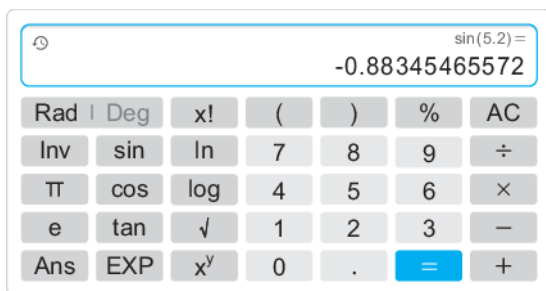 sin(5.2)=
-0.88345465572
Rad | Deg x! ( ) % AC
Inv sin ln 7 8 9 ÷
π cos log 4 5 6 ×
e tan √ 1 2 3 −
Ans EXP xʸ 0 . = +